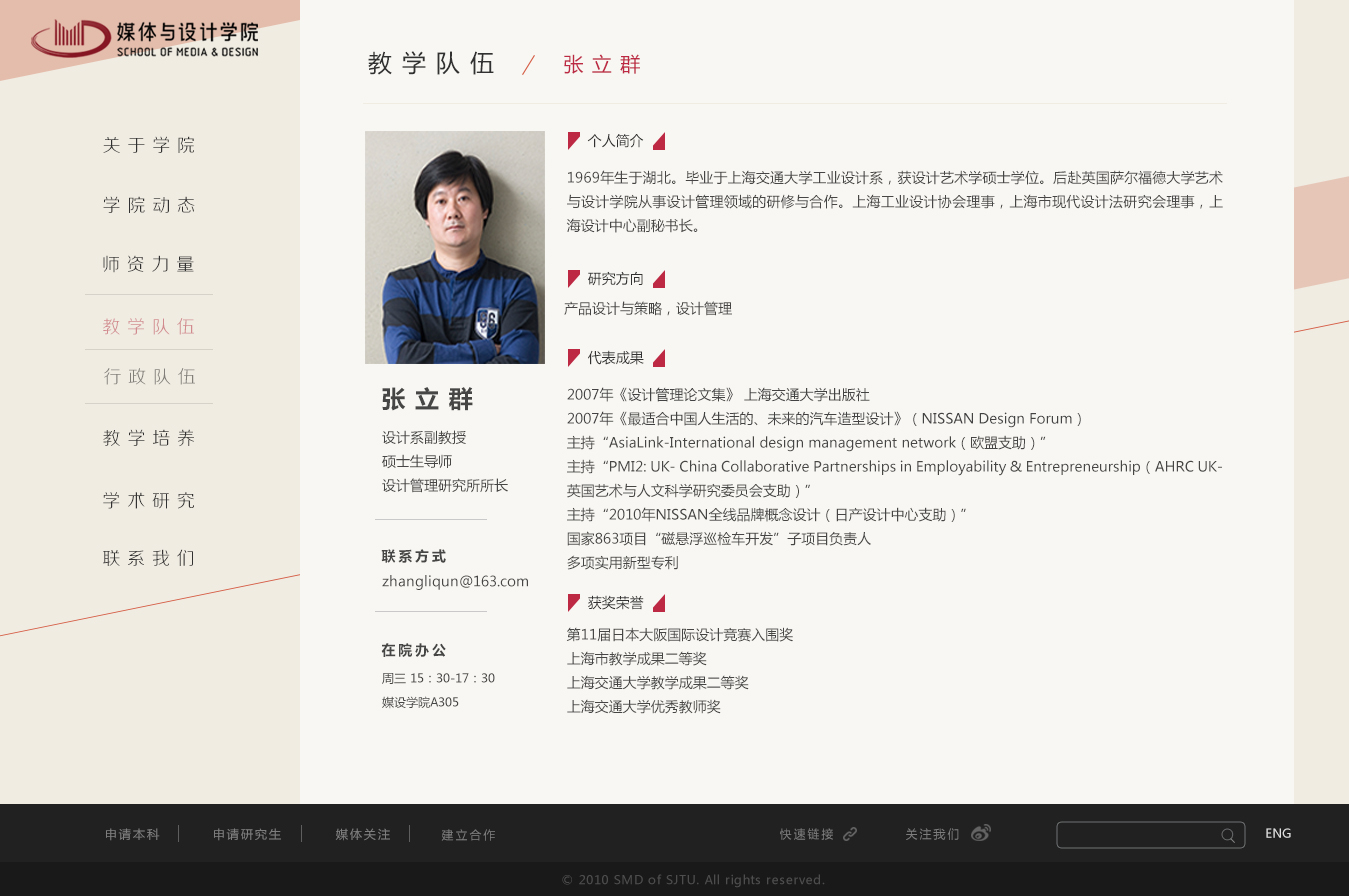 媒体与设计学院
SCHOOL OF MEDIA & DESIGN
关于学院
学院动态
师资力量
教学队伍
行政队伍
教学培养
学术研究
联系我们
教学队伍 / 张立群
张立群
设计系副教授
硕士生导师
设计管理研究所所长
联系方式
zhangliqun@163.com
在院办公
周三 15：30-17：30
媒设学院A305
个人简介
1969年生于湖北。毕业于上海交通大学工业设计系，获设计艺术学硕士学位。后赴英国萨尔福德大学艺术
与设计学院从事设计管理领域的研修与合作。上海工业设计协会理事，上海市现代设计法研究会理事，上
海设计中心副秘书长。
研究方向
产品设计与策略，设计管理
代表成果
2007年《设计管理论文集》 上海交通大学出版社
2007年《最适合中国人生活的、未来的汽车造型设计》（NISSAN Design Forum）
主持“AsiaLink-International design management network（欧盟支助）”
主持“PMI2: UK- China Collaborative Partnerships in Employability & Entrepreneurship（AHRC UK-
英国艺术与人文科学研究委员会支助）”
主持“2010年NISSAN全线品牌概念设计（日产设计中心支助）”
国家863项目“磁悬浮巡检车开发”子项目负责人
多项实用新型专利
获奖荣誉
第11届日本大阪国际设计竞赛入围奖
上海市教学成果二等奖
上海交通大学教学成果二等奖
上海交通大学优秀教师奖
申请本科 申请研究生 媒体关注 建立合作 快速链接 关注我们 ENG
© 2010 SMD of SJTU. All rights reserved.